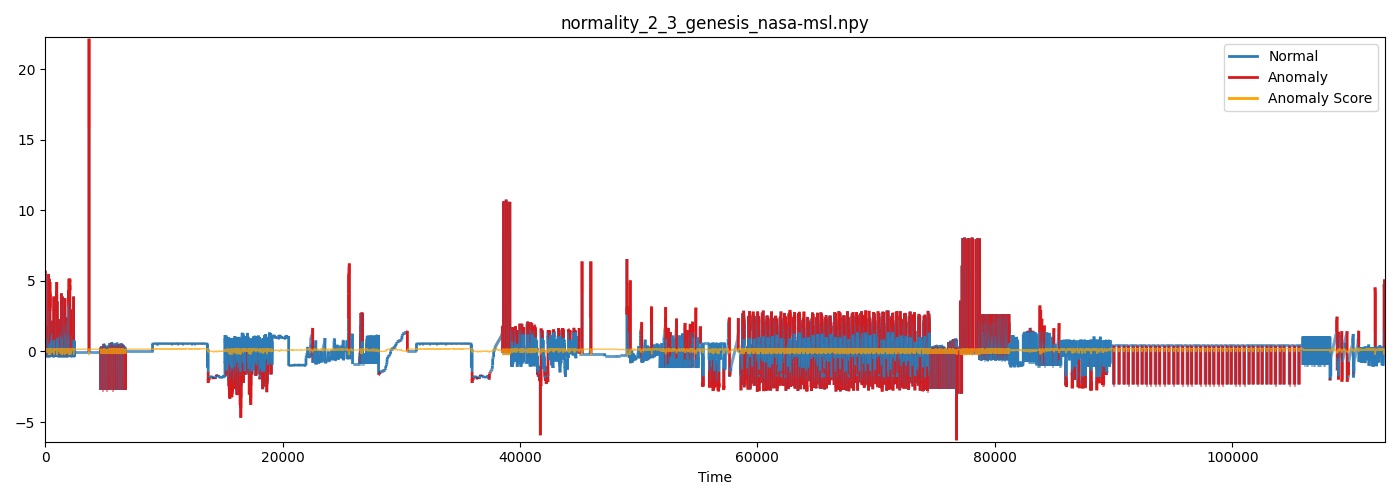 normality_2_3_genesis_nasa-msl.npy
Normal
Anomaly
Anomaly Score
20
15
10
5
0
−5
0 20000 40000 60000 80000 100000
Time